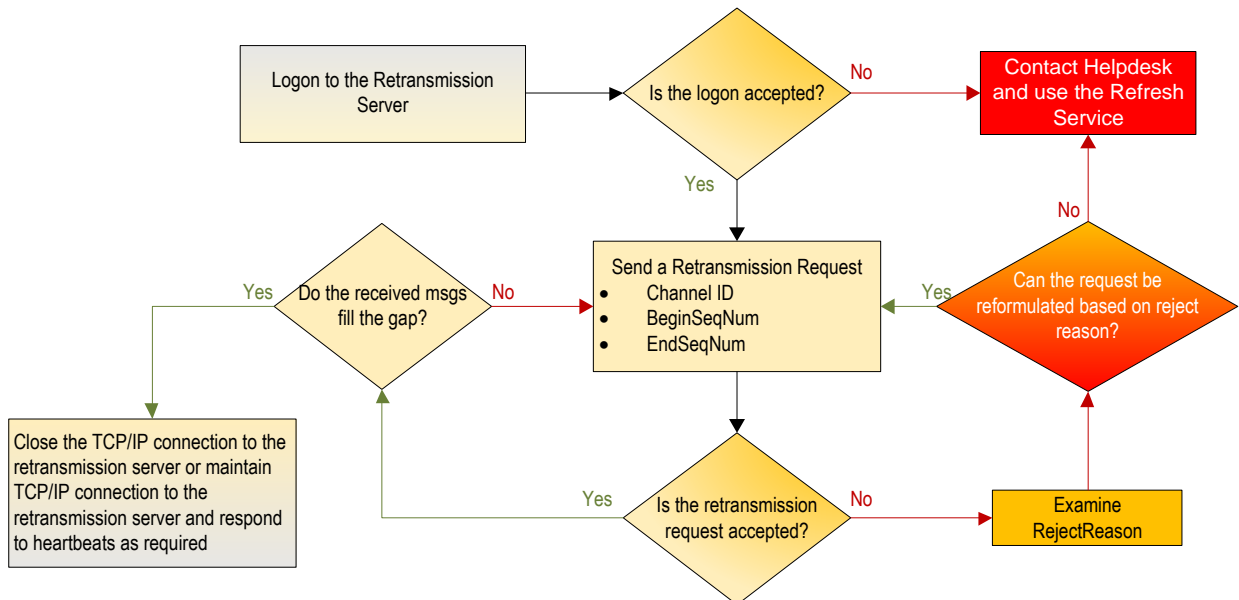 Logon to the Retransmission
Server
Is the logon accepted?
No
Contact Helpdesk
and use the Refresh
Service
Yes
No
Send a Retransmission Request
• Channel ID
• BeginSeqNum
• EndSeqNum
Yes
Do the received msgs
fill the gap?
No
Yes
Can the request be
reformulated based on reject
reason?
Close the TCP/IP connection to the
retransmission server or maintain
TCP/IP connection to the
retransmission server and respond
to heartbeats as required
Yes
Is the retransmission
request accepted?
No
Examine
RejectReason